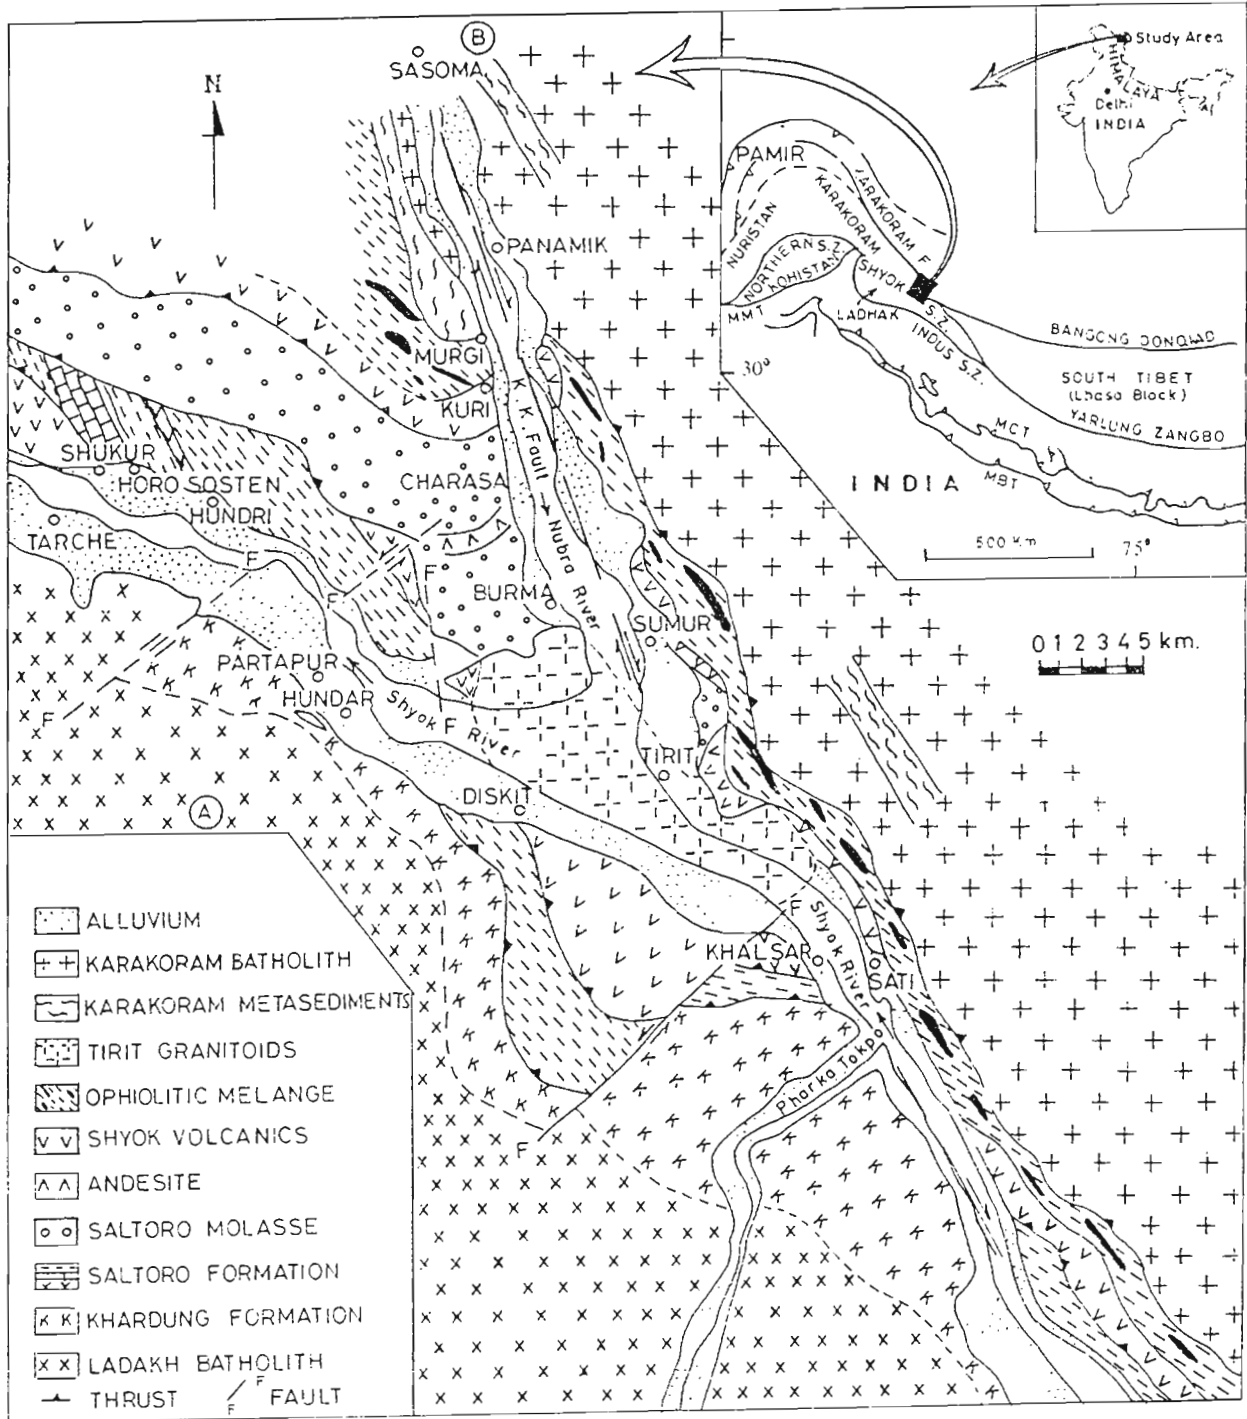 B
SASOMA
N
PANAMIK
MURGI
KURI
K.K. Fault
SHUKUR
HORO SOSTEN
HUNDRI
CHARASA
TARCHE
F
F
F
BURMA
Nubra River
SUMUR
PARTAPUR
HUNDAR
F
Shyok River
F
TIRIT
DISKIT
A
F
KHALSAR
Shyok River
SATI
Pharka Tokpo
F
Study Area
HIMALAYA
Delhi
INDIA
PAMIR
KARAKORAM F
KARAKORAM
NURISTAN
NORTHERN S.Z.
KOHISTAN
SHYOK
S.Z.
MMT
LADHAK
INDUS S.Z.
BANGONG DONQIAO
30°
SOUTH TIBET
(Lhasa Block)
YARLUNG ZANGBO
MCT
MBT
INDIA
500 Km
75°
0 1 2 3 4 5 km.
ALLUVIUM
KARAKORAM BATHOLITH
KARAKORAM METASEDIMENTS
TIRIT GRANITOIDS
OPHIOLITIC MELANGE
SHYOK VOLCANICS
ANDESITE
SALTORO MOLASSE
SALTORO FORMATION
KHARDUNG FORMATION
LADAKH BATHOLITH
THRUST F F FAULT